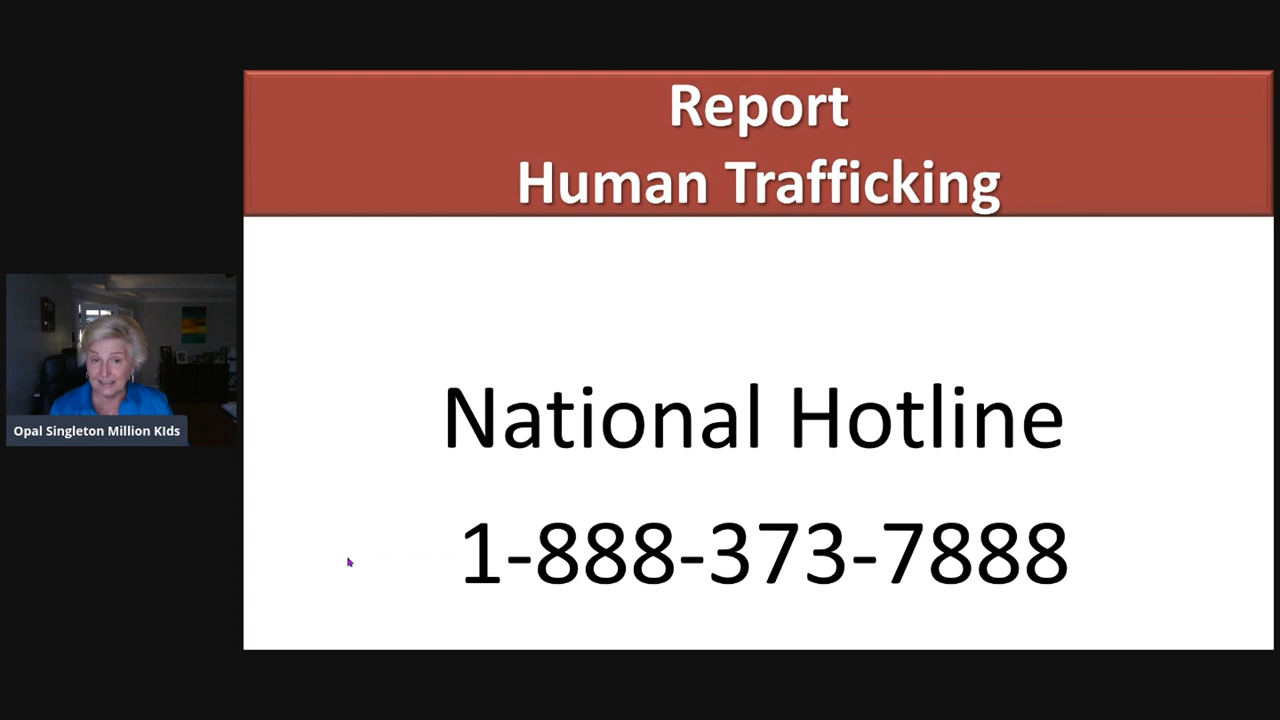 Report
Human Trafficking
National Hotline
1-888-373-7888
Opal Singleton Million KIds